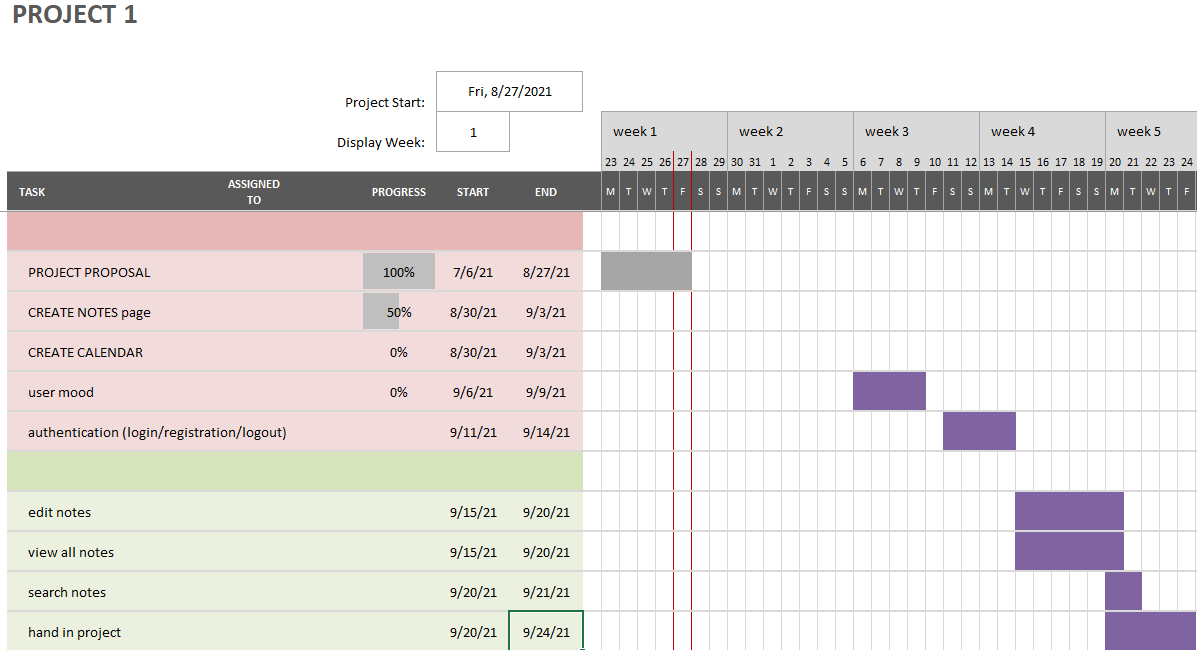 PROJECT 1
Fri, 8/27/2021
Project Start:
1
Display Week:
week 1 week 2 week 3 week 4 week 5
23 24 25 26 27 28 29 30 31 1 2 3 4 5 6 7 8 9 10 11 12 13 14 15 16 17 18 19 20 21 22 23 24
TASK ASSIGNED TO PROGRESS START END M T W T F S S M T W T F S S M T W T F S S M T W T F S S M T W T F
PROJECT PROPOSAL 100% 7/6/21 8/27/21
CREATE NOTES page 50% 8/30/21 9/3/21
CREATE CALENDAR 0% 8/30/21 9/3/21
user mood 0% 9/6/21 9/9/21
authentication (login/registration/logout) 9/11/21 9/14/21
edit notes 9/15/21 9/20/21
view all notes 9/15/21 9/20/21
search notes 9/20/21 9/21/21
hand in project 9/20/21 9/24/21